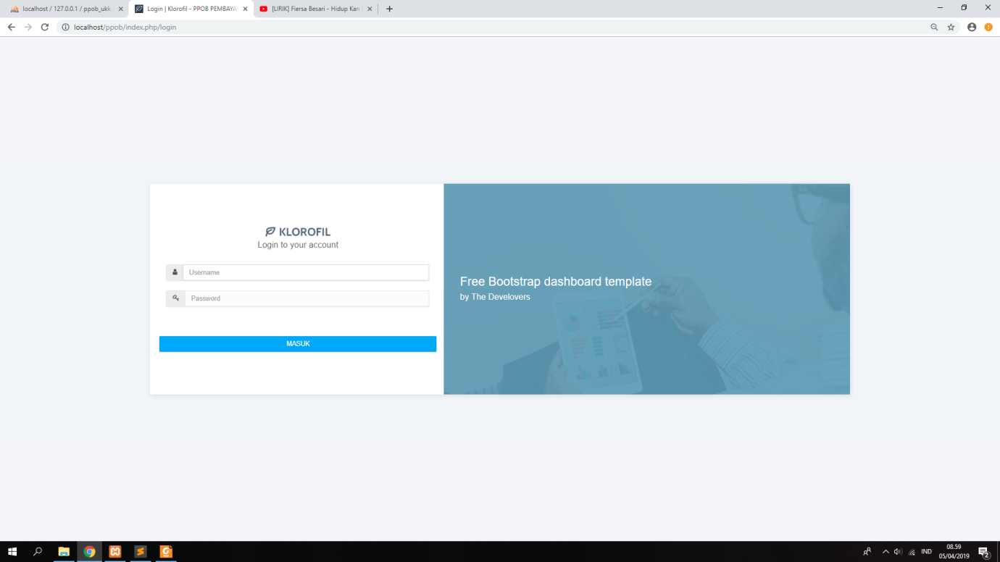 localhost / 127.0.0.1 / ppob_ukk
Login | Klorofil - PPOB PEMBAYA
[LIRIK] Fiersa Besari - Hidup Kan
localhost/ppob/index.php/login
KLOROFIL
Login to your account
Username
Password
MASUK
Free Bootstrap dashboard template
by The Develovers
IND
08.59
05/04/2019
2